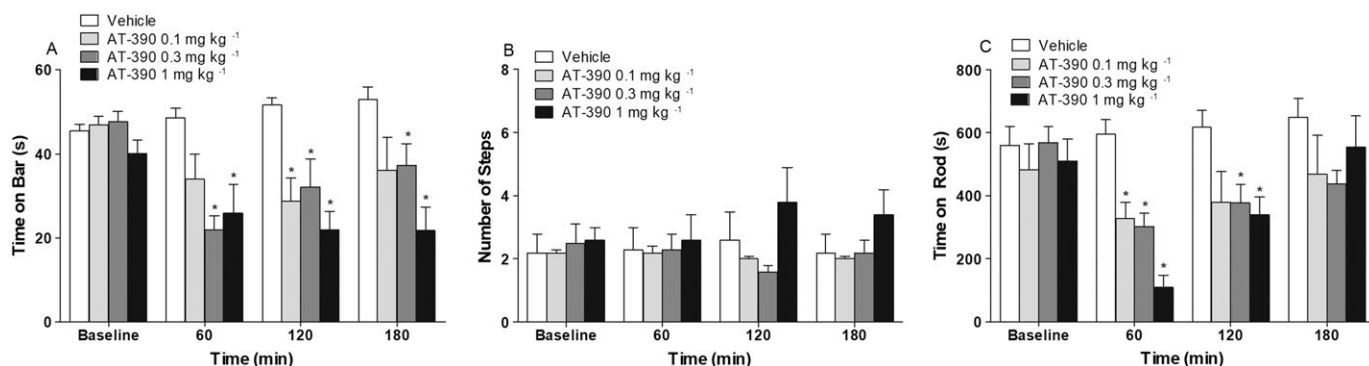 A
Vehicle
AT-390 0.1 mg kg ⁻¹
AT-390 0.3 mg kg ⁻¹
AT-390 1 mg kg ⁻¹
Time on Bar (s)
60
40
20
0
*
*
*
*
*
*
*
Baseline
60
120
180
Time (min)
B
Vehicle
AT-390 0.1 mg kg ⁻¹
AT-390 0.3 mg kg ⁻¹
AT-390 1 mg kg ⁻¹
Number of Steps
8
6
4
2
0
Baseline
60
120
180
Time (min)
C
Vehicle
AT-390 0.1 mg kg ⁻¹
AT-390 0.3 mg kg ⁻¹
AT-390 1 mg kg ⁻¹
Time on Rod (s)
800
600
400
200
0
*
*
*
*
*
Baseline
60
120
180
Time (min)